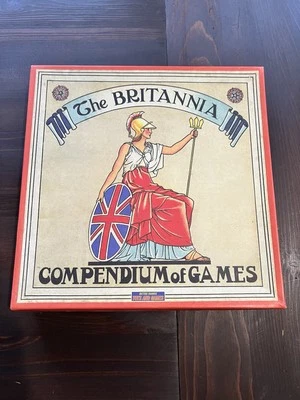 The BRITANNIA
COMPENDIUM of GAMES